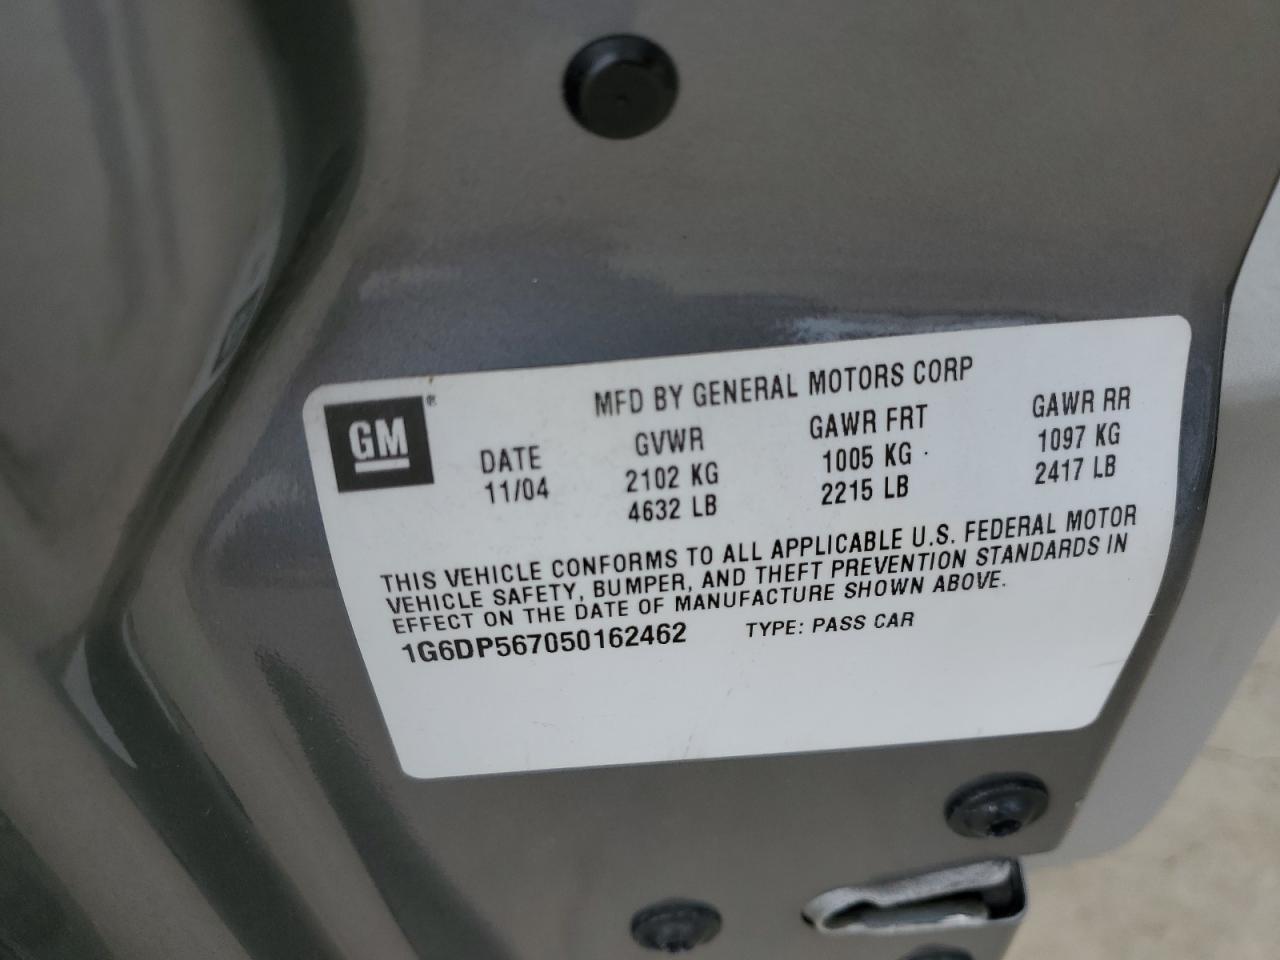 GM®
MFD BY GENERAL MOTORS CORP
DATE GVWR GAWR FRT GAWR RR
11/04 2102 KG 1005 KG 1097 KG
4632 LB 2215 LB 2417 LB
THIS VEHICLE CONFORMS TO ALL APPLICABLE U.S. FEDERAL MOTOR
VEHICLE SAFETY, BUMPER, AND THEFT PREVENTION STANDARDS IN
EFFECT ON THE DATE OF MANUFACTURE SHOWN ABOVE.
1G6DP567050162462 TYPE: PASS CAR